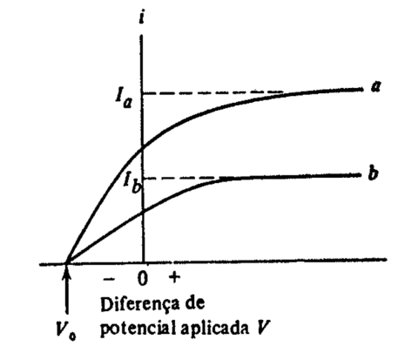 i
I_a
a
I_b
b
− 0 +
V_0
Diferença de
potencial aplicada V